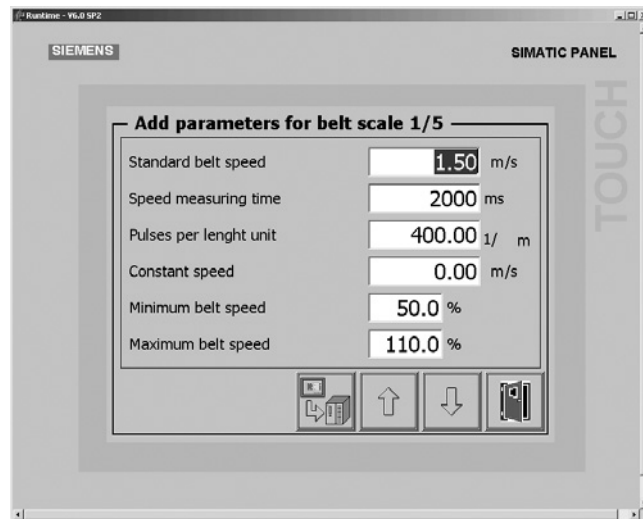 Runtime - V6.0 SP2
SIEMENS
SIMATIC PANEL
TOUCH
Add parameters for belt scale 1/5
Standard belt speed 1.50 m/s
Speed measuring time 2000 ms
Pulses per lenght unit 400.00 1/ m
Constant speed 0.00 m/s
Minimum belt speed 50.0 %
Maximum belt speed 110.0 %